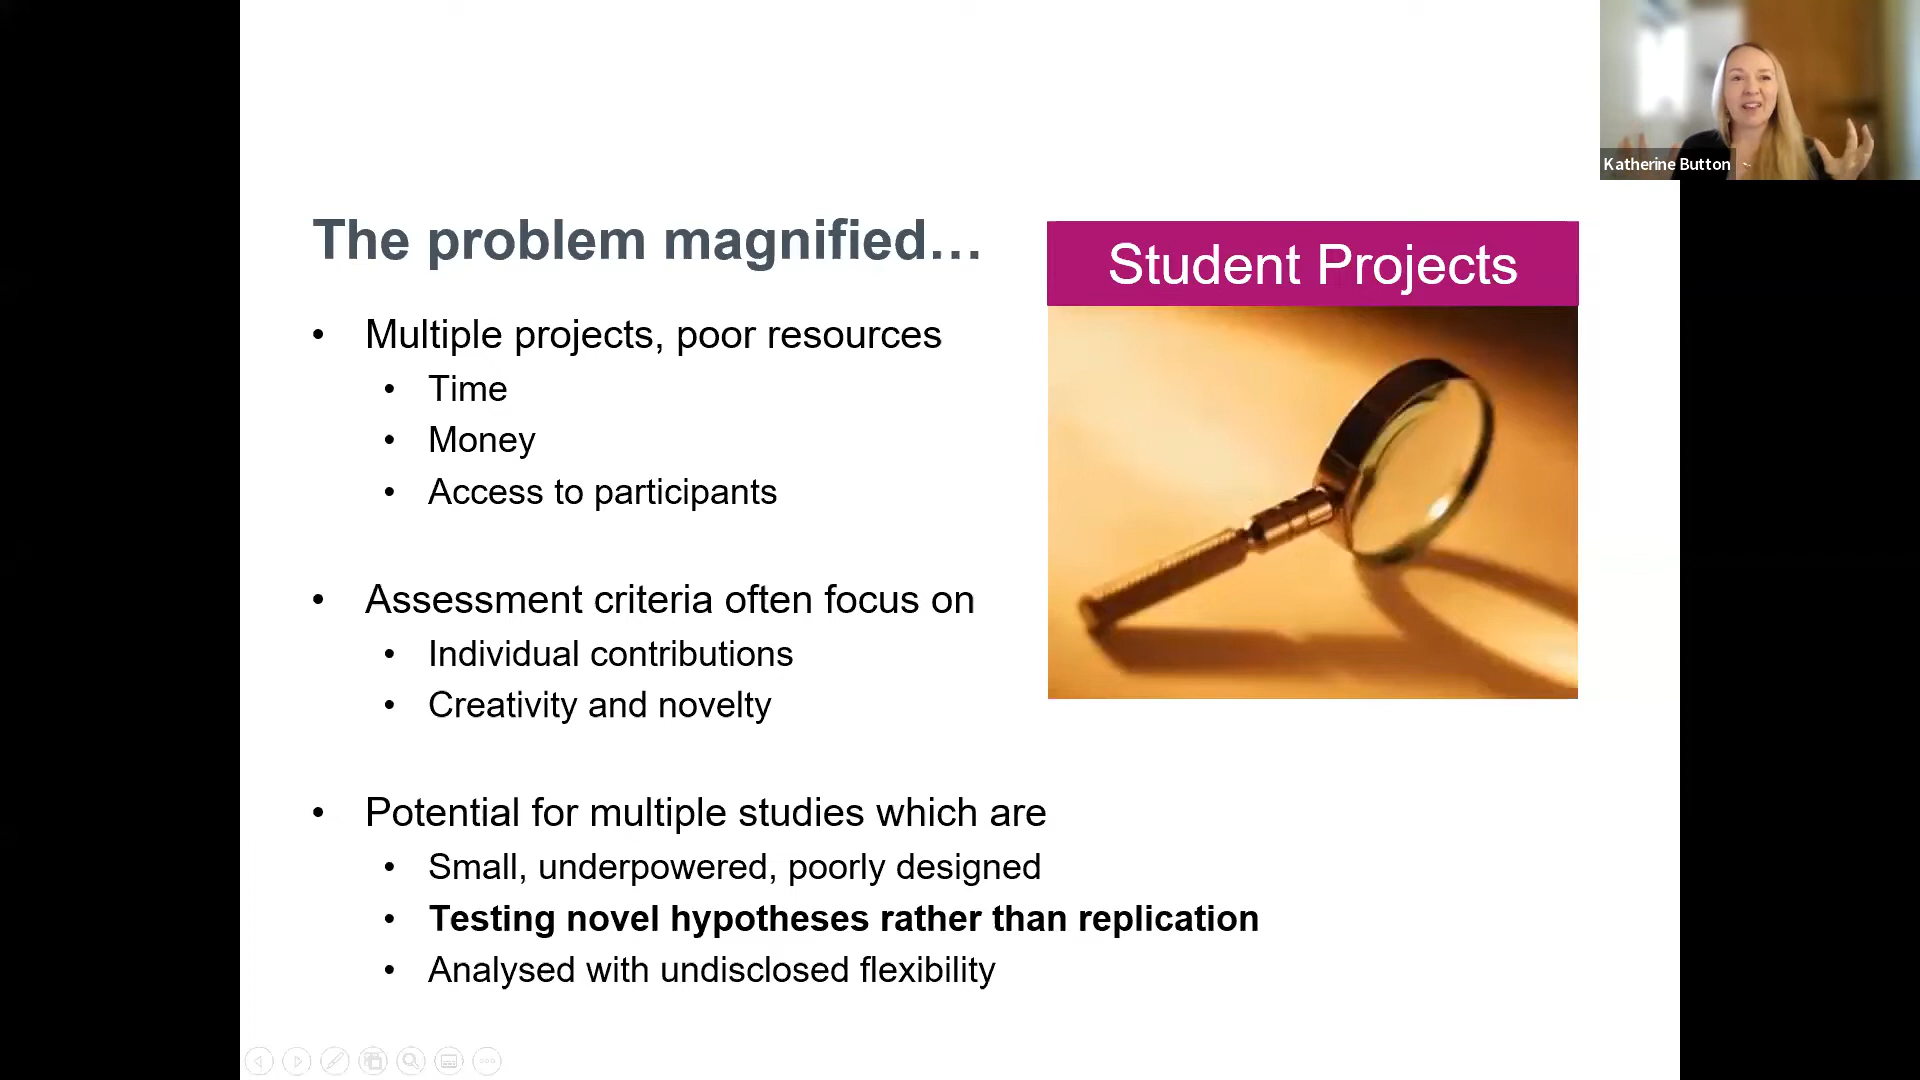 Katherine Button
The problem magnified…
Student Projects
• Multiple projects, poor resources
• Time
• Money
• Access to participants
• Assessment criteria often focus on
• Individual contributions
• Creativity and novelty
• Potential for multiple studies which are
• Small, underpowered, poorly designed
• Testing novel hypotheses rather than replication
• Analysed with undisclosed flexibility